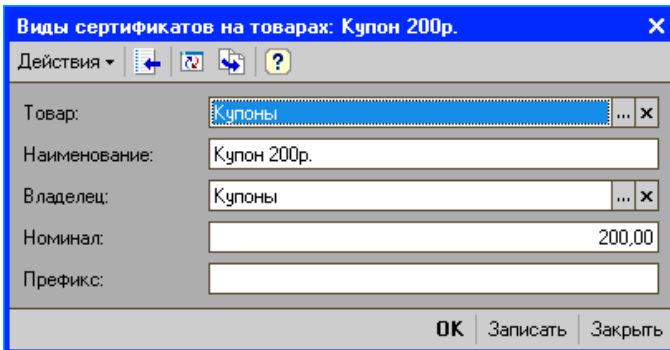 Виды сертификатов на товарах: Купон 200р.
Действия
Товар: Купоны
Наименование: Купон 200р.
Владелец: Купоны
Номинал: 200,00
Префикс:
OK Записать Закрыть